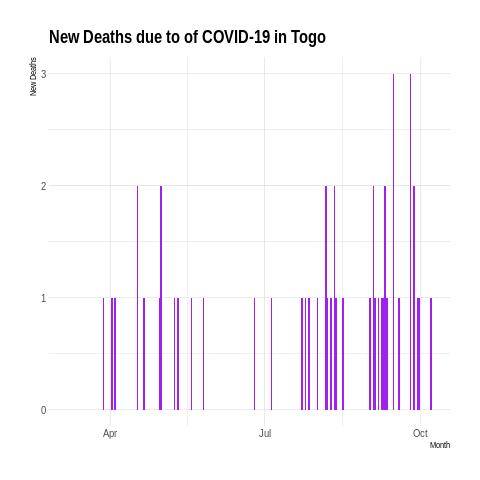 New Deaths due to of COVID-19 in Togo
New Deaths
3
2
1
0
Apr Jul Oct
Month